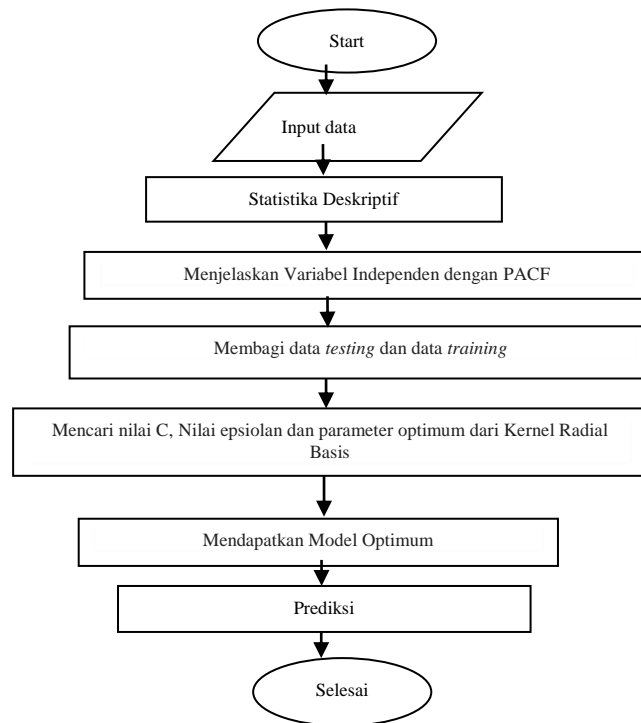 Start
Input data
Statistika Deskriptif
Menjelaskan Variabel Independen dengan PACF
Membagi data testing dan data training
Mencari nilai C, Nilai epsiolan dan parameter optimum dari Kernel Radial
Basis
Mendapatkan Model Optimum
Prediksi
Selesai